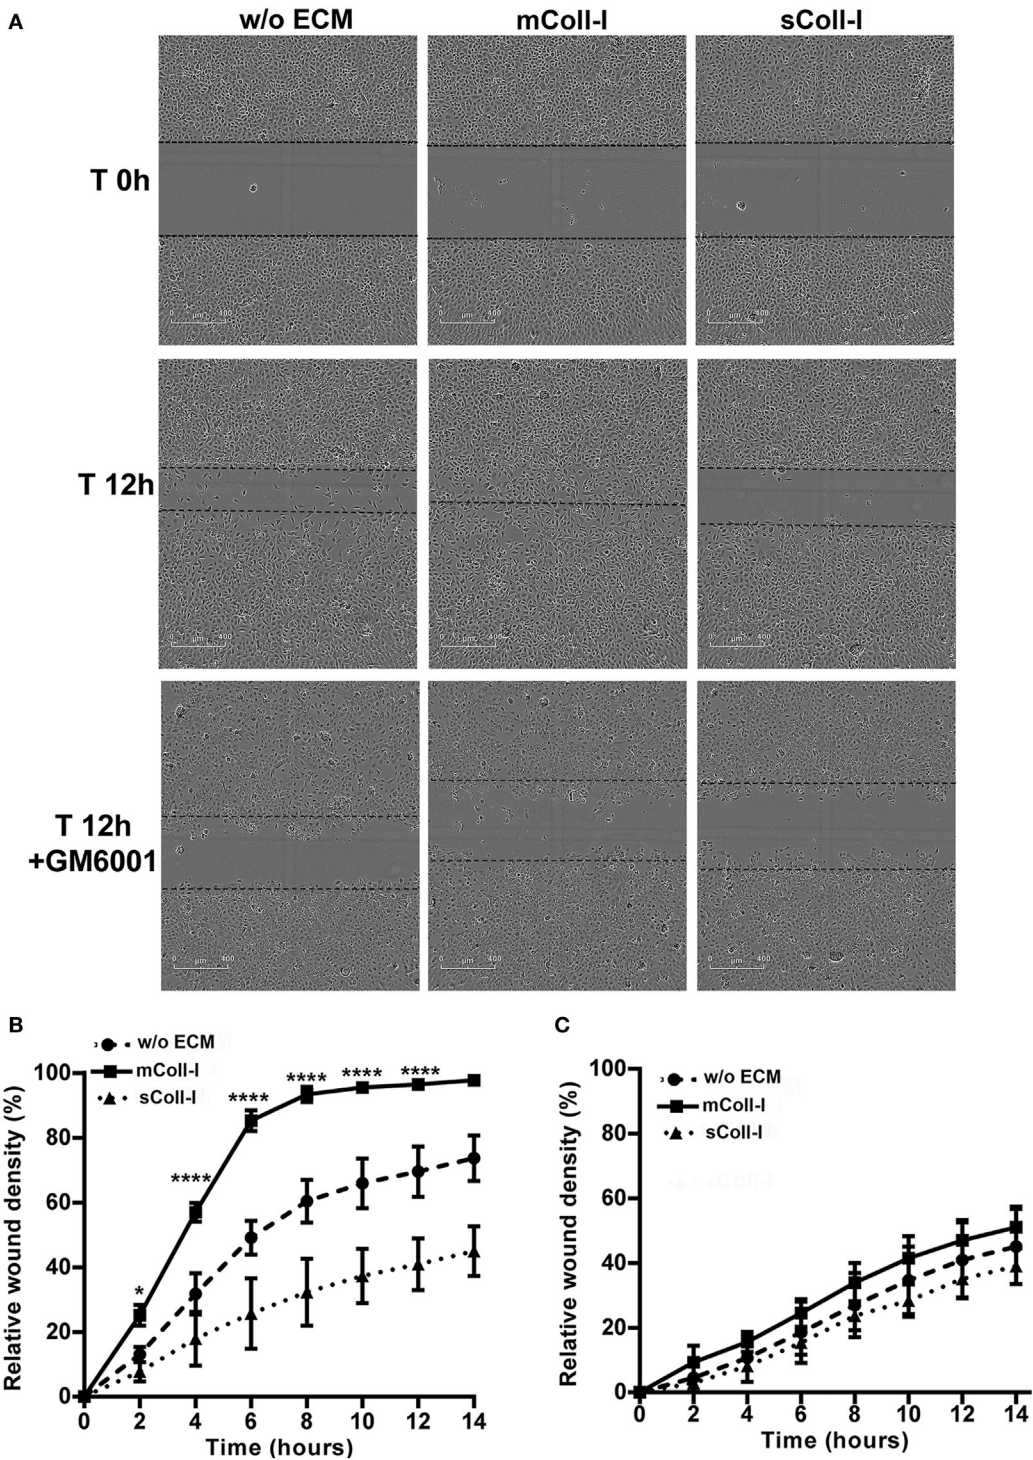 A
w/o ECM mColl-I sColl-I
T 0h
0 µm 400
0 µm 400
0 µm 400
T 12h
0 µm 400
0 µm 400
0 µm 400
T 12h
+GM6001
0 µm 400
0 µm 400
0 µm 400
B
w/o ECM
mColl-I
sColl-I
Relative wound density (%)
100
80
60
40
20
0
* **** **** **** **** ****
0 2 4 6 8 10 12 14
Time (hours)
C
w/o ECM
mColl-I
sColl-I
Relative wound density (%)
100
80
60
40
20
0
0 2 4 6 8 10 12 14
Time (hours)